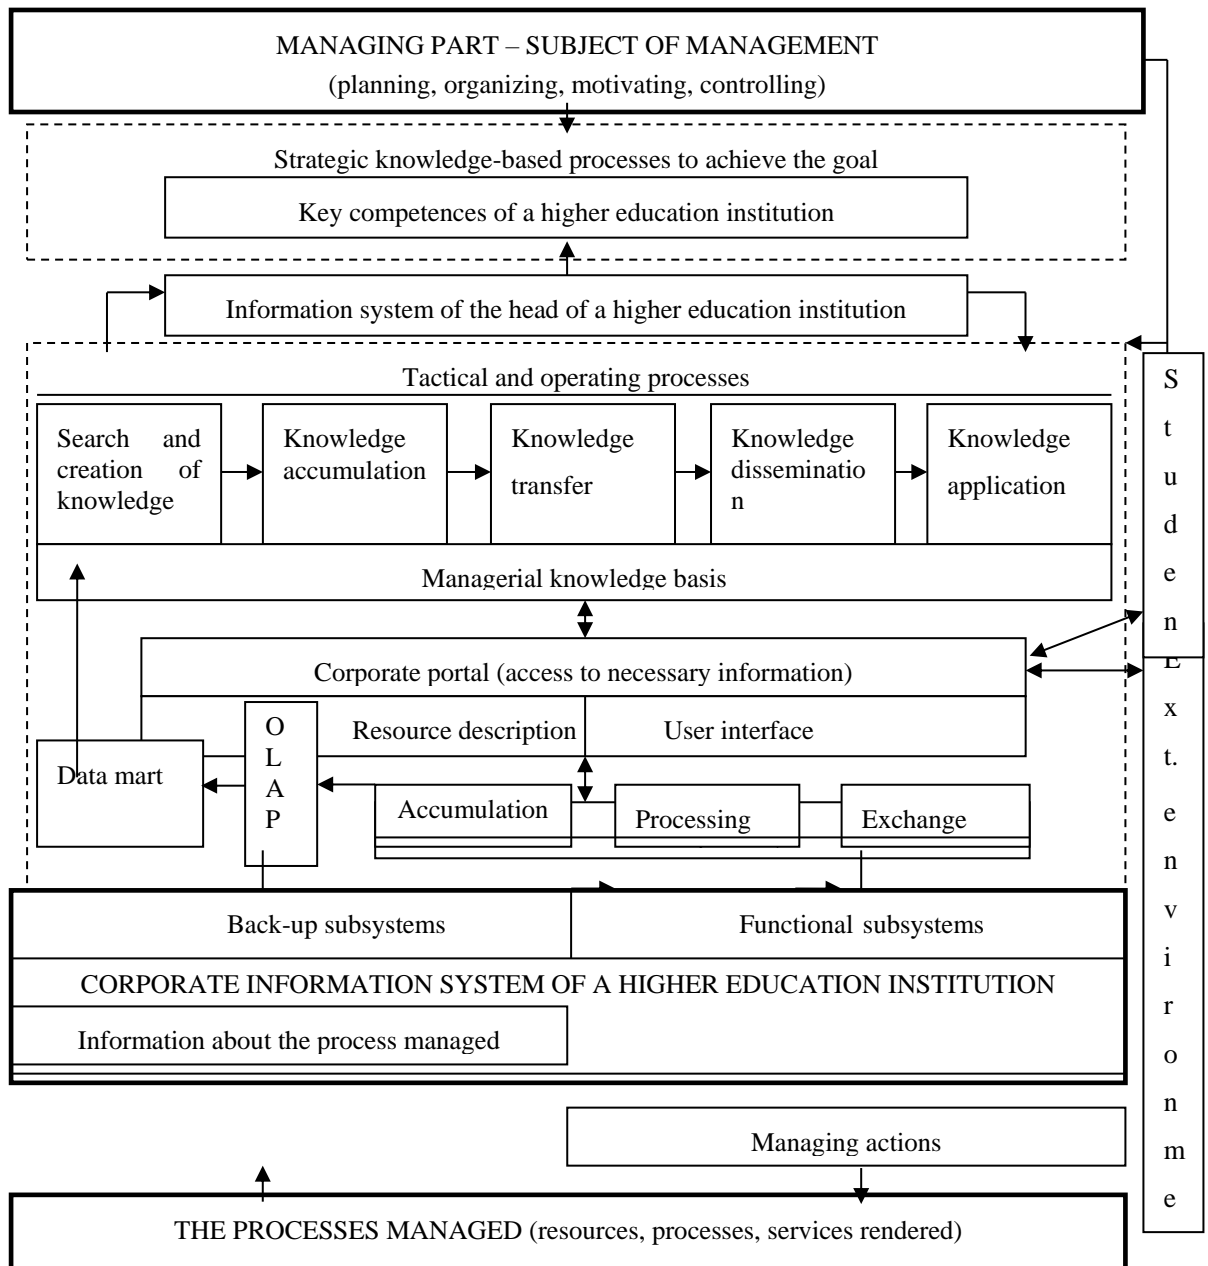 MANAGING PART – SUBJECT OF MANAGEMENT
(planning, organizing, motivating, controlling)
Strategic knowledge-based processes to achieve the goal
Key competences of a higher education institution
Information system of the head of a higher education institution
Tactical and operating processes
Search and
creation of
knowledge
Knowledge
accumulation
Knowledge
transfer
Knowledge
disseminatio
n
Knowledge
application
Managerial knowledge basis
Corporate portal (access to necessary information)
Resource description
User interface
O
L
A
P
Data mart
Accumulation
Processing
Exchange
Back-up subsystems
Functional subsystems
CORPORATE INFORMATION SYSTEM OF A HIGHER EDUCATION INSTITUTION
Information about the process managed
Managing actions
THE PROCESSES MANAGED (resources, processes, services rendered)
S
t
u
d
e
n
E
x
t.
e
n
v
i
r
o
n
m
e